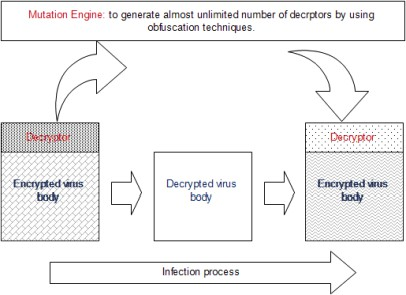 Mutation Engine: to generate almost unlimited number of decrptors by using
obfuscation techniques.
Decryptor
Encrypted virus
body
Decrypted virus
body
Decryptor
Encrypted virus
body
Infection process